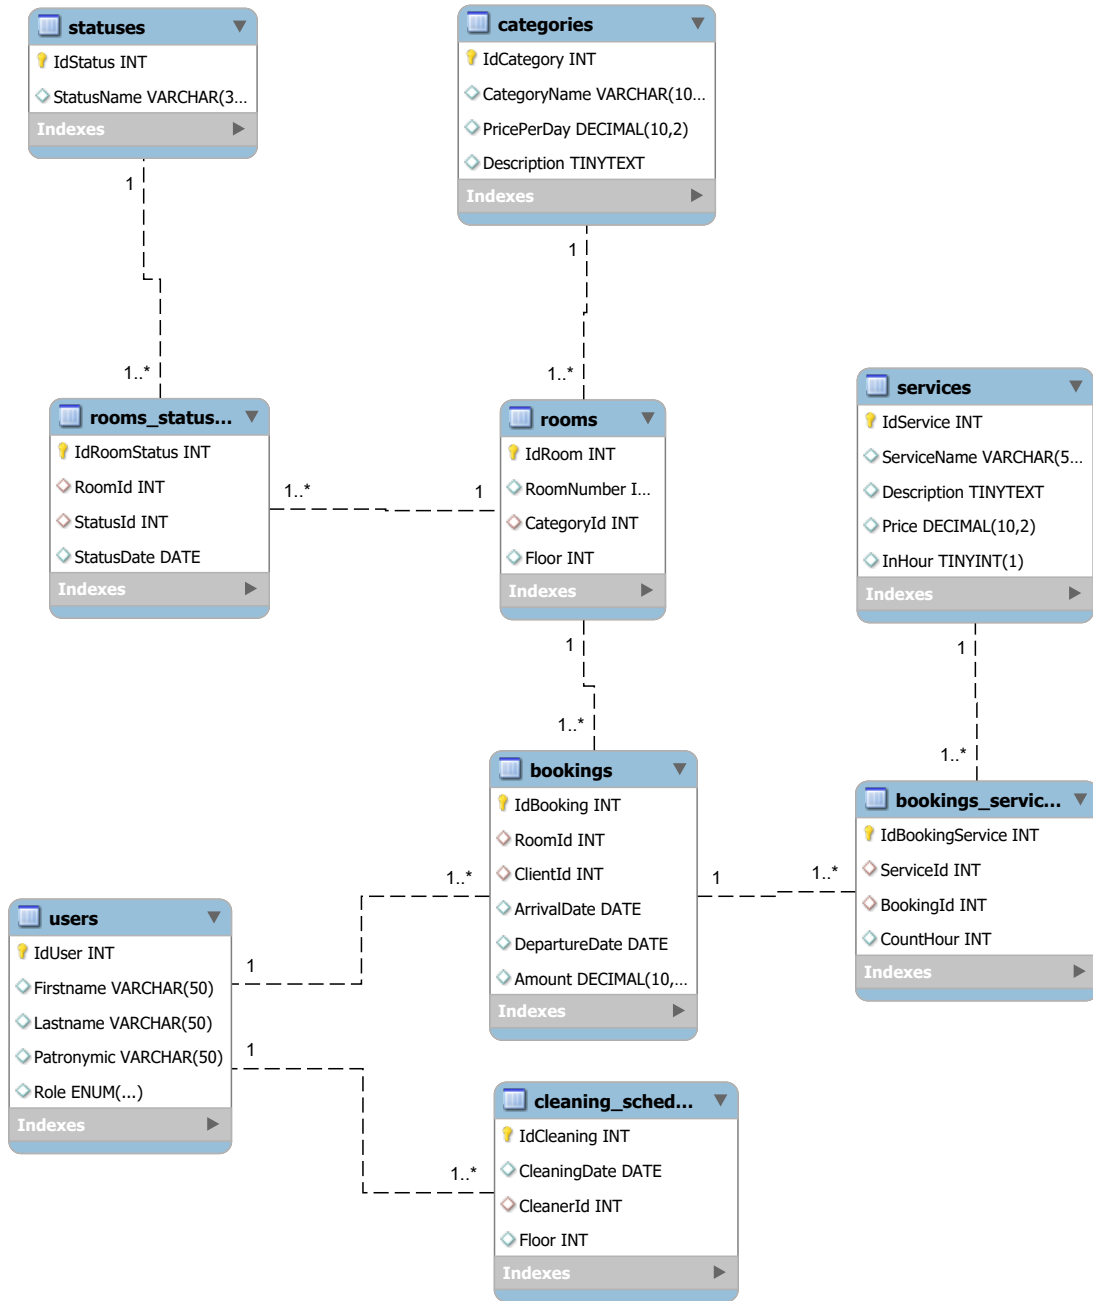 statuses
IdStatus INT
StatusName VARCHAR(3...
Indexes
categories
IdCategory INT
CategoryName VARCHAR(10...
PricePerDay DECIMAL(10,2)
Description TINYTEXT
Indexes
1
1..*
1
1..*
rooms_status...
IdRoomStatus INT
RoomId INT
StatusId INT
StatusDate DATE
Indexes
1..*
1
rooms
IdRoom INT
RoomNumber I...
CategoryId INT
Floor INT
Indexes
services
IdService INT
ServiceName VARCHAR(5...
Description TINYTEXT
Price DECIMAL(10,2)
InHour TINYINT(1)
Indexes
1
1..*
1
1..*
bookings
IdBooking INT
RoomId INT
ClientId INT
ArrivalDate DATE
DepartureDate DATE
Amount DECIMAL(10,...
Indexes
1
1..*
bookings_servic...
IdBookingService INT
ServiceId INT
BookingId INT
CountHour INT
Indexes
users
IdUser INT
Firstname VARCHAR(50)
Lastname VARCHAR(50)
Patronymic VARCHAR(50)
Role ENUM(...)
Indexes
1
1..*
1
1..*
cleaning_sched...
IdCleaning INT
CleaningDate DATE
CleanerId INT
Floor INT
Indexes